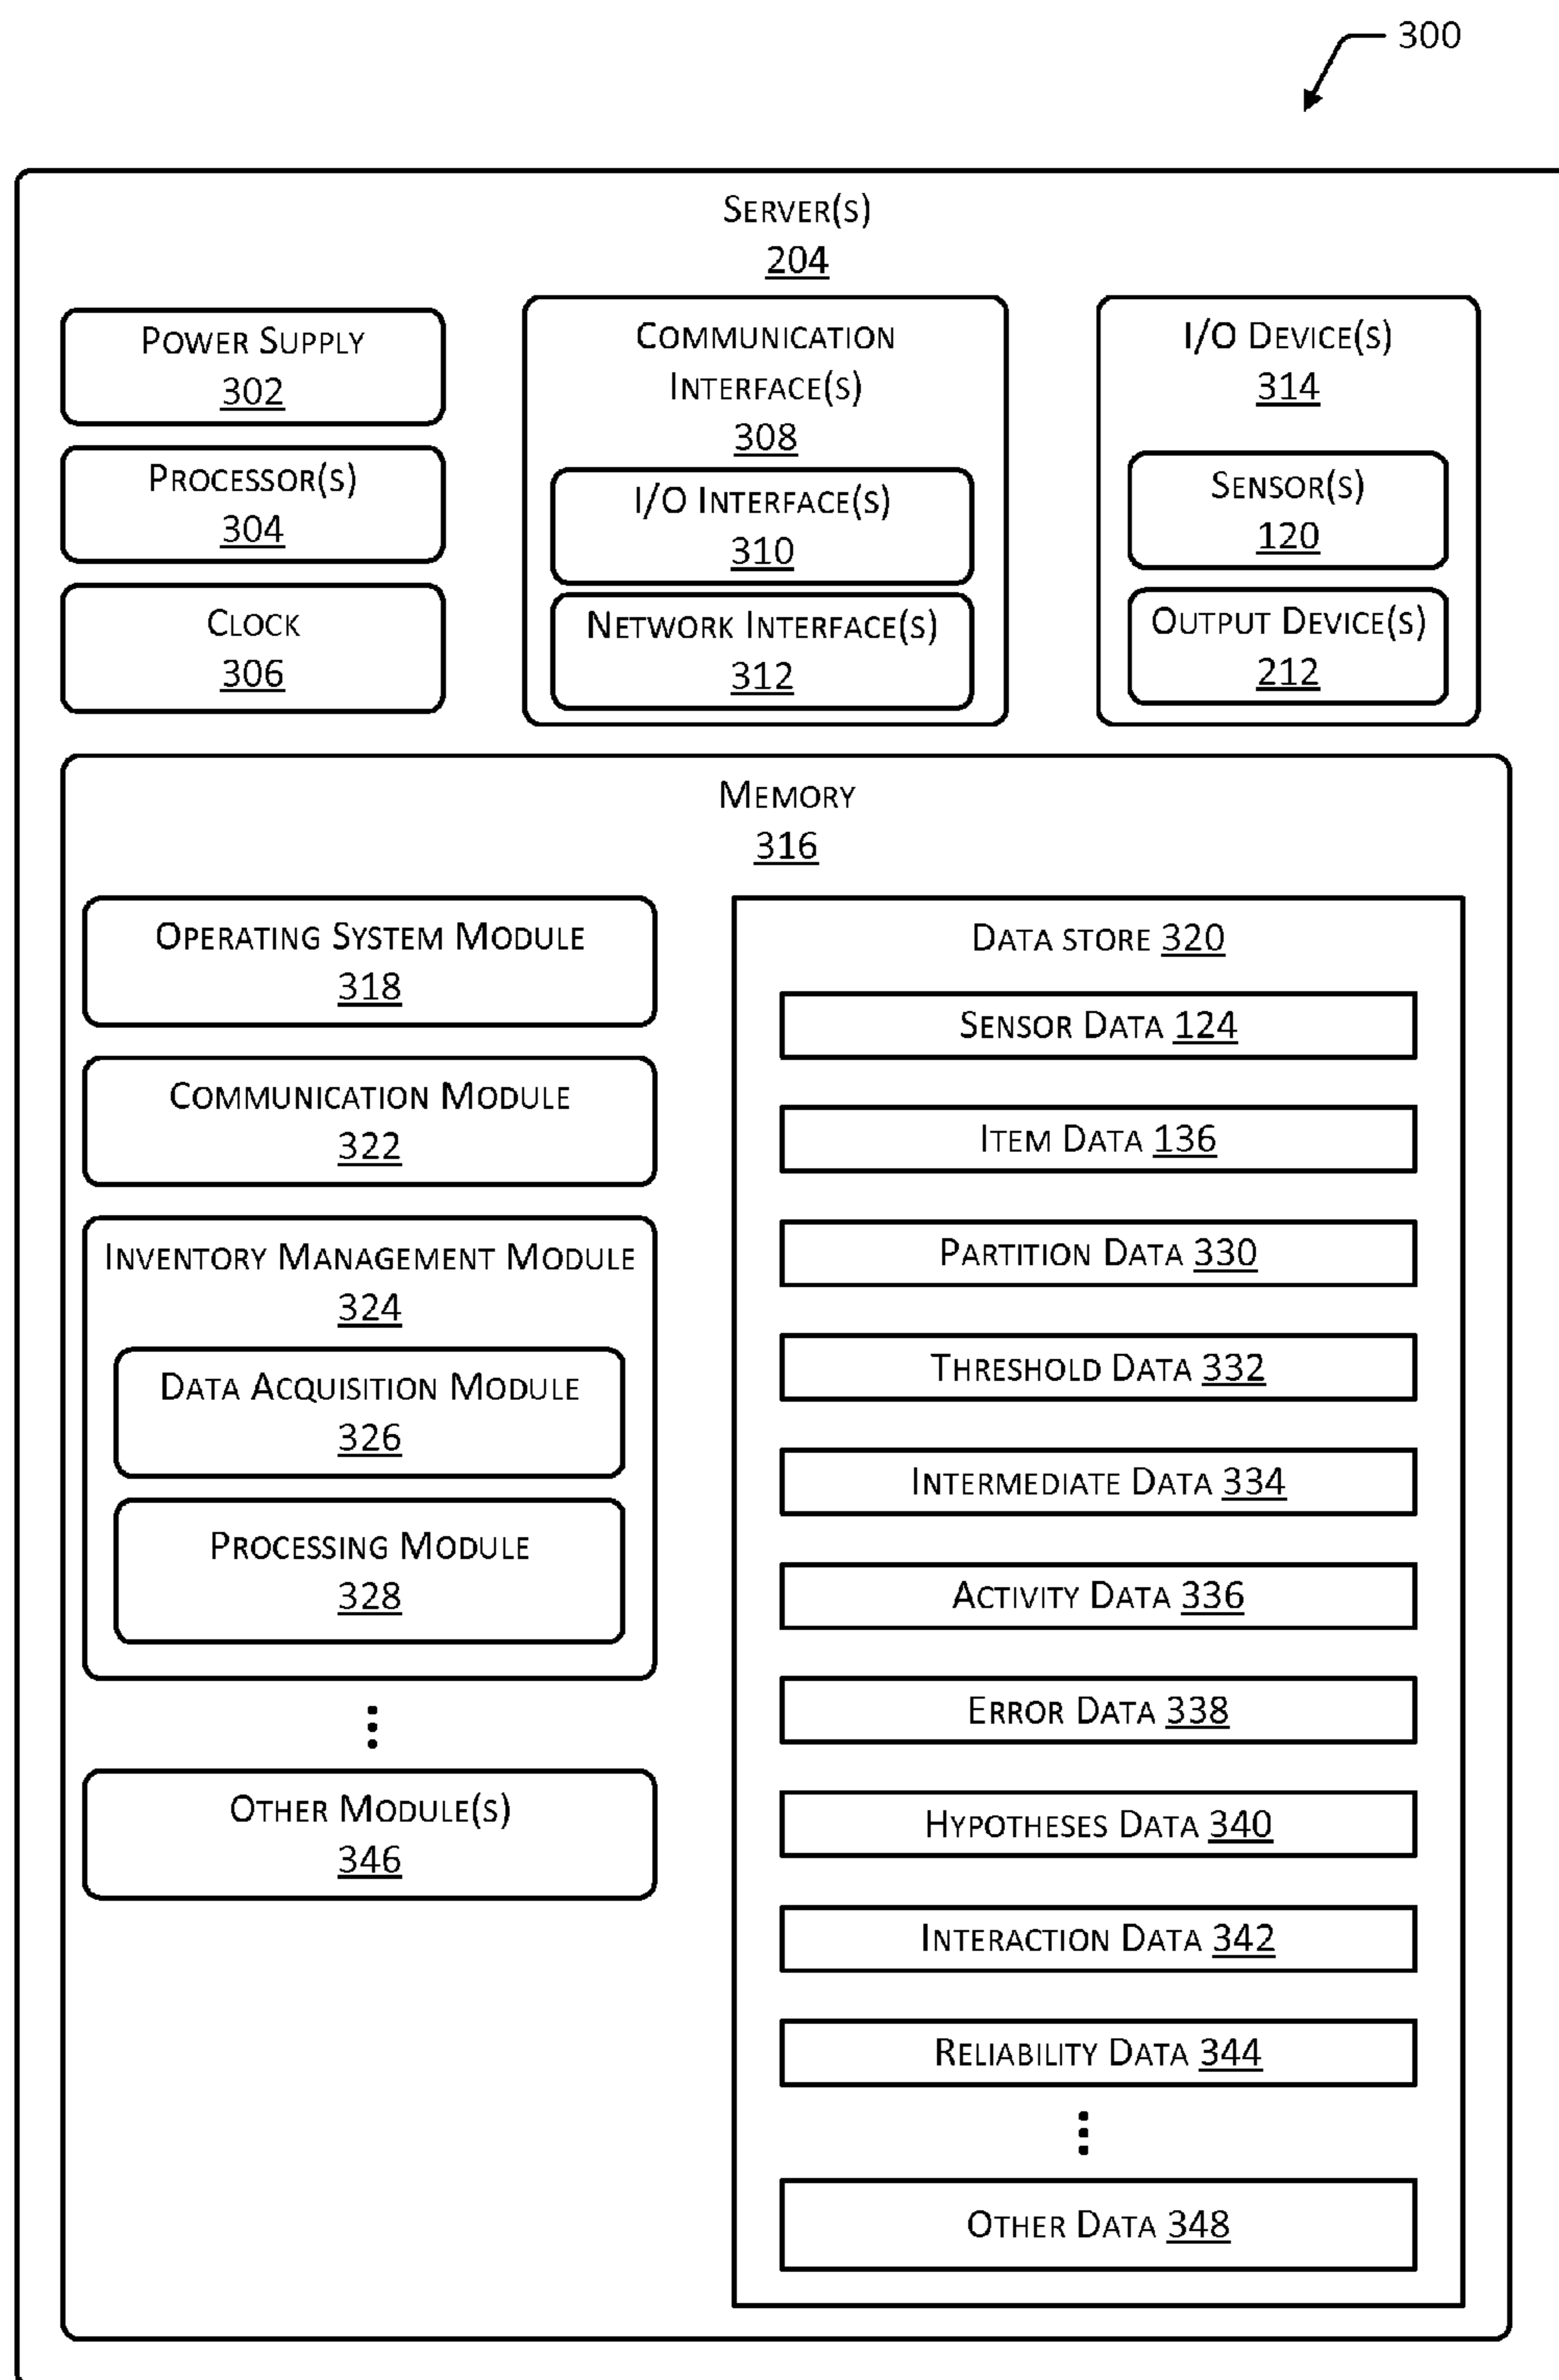 300
SERVER(S)
204
POWER SUPPLY
302
PROCESSOR(S)
304
CLOCK
306
COMMUNICATION
INTERFACE(S)
308
I/O INTERFACE(S)
310
NETWORK INTERFACE(S)
312
I/O DEVICE(S)
314
SENSOR(S)
120
OUTPUT DEVICE(S)
212
MEMORY
316
OPERATING SYSTEM MODULE
318
COMMUNICATION MODULE
322
INVENTORY MANAGEMENT MODULE
324
DATA ACQUISITION MODULE
326
PROCESSING MODULE
328
OTHER MODULE(S)
346
DATA STORE 320
SENSOR DATA 124
ITEM DATA 136
PARTITION DATA 330
THRESHOLD DATA 332
INTERMEDIATE DATA 334
ACTIVITY DATA 336
ERROR DATA 338
HYPOTHESES DATA 340
INTERACTION DATA 342
RELIABILITY DATA 344
OTHER DATA 348